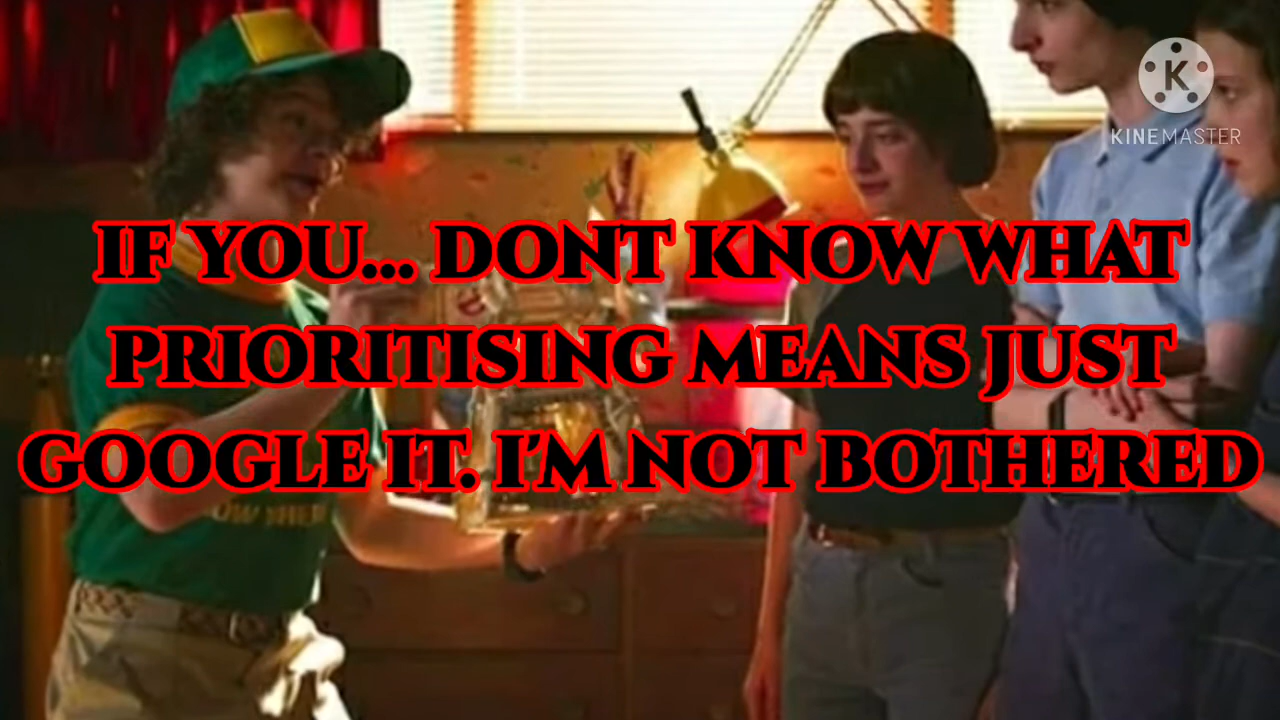 IF YOU... DONT KNOW WHAT
PRIORITISING MEANS JUST
GOOGLE IT. I'M NOT BOTHERED
K
KINEMASTER